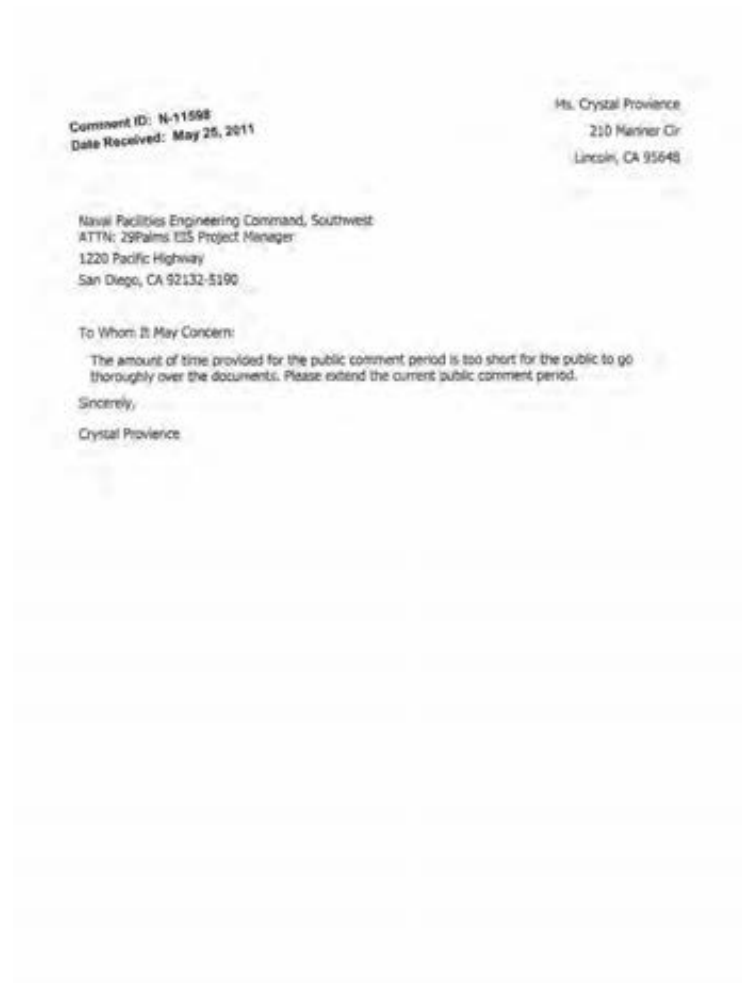 Comment ID: N-11598
Date Received: May 25, 2011
Ms. Crystal Provience
210 Mariner Cir
Lincoln, CA 95648
Naval Facilities Engineering Command, Southwest
ATTN: 29Palms EIS Project Manager
1220 Pacific Highway
San Diego, CA 92132-5190
To Whom It May Concern:
The amount of time provided for the public comment period is too short for the public to go
thoroughly over the documents. Please extend the current public comment period.
Sincerely,
Crystal Provience